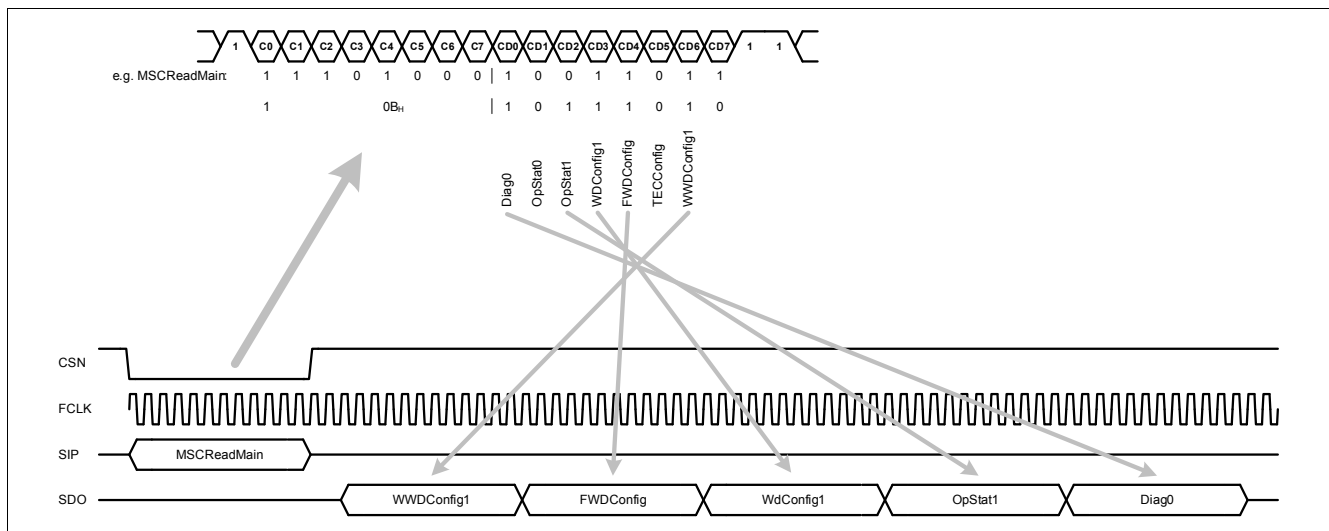 1 C0 C1 C2 C3 C4 C5 C6 C7 CD0 CD1 CD2 CD3 CD4 CD5 CD6 CD7 1 1
e.g. MSCReadMain: 1 1 1 0 1 0 0 0 | 1 0 0 1 1 0 1 1
1 0BH | 1 0 1 1 1 0 1 0
Diag0
OpStat0
OpStat1
WDConfig1
FWDConfig
TECConfig
WWDConfig1
CSN
FCLK
SIP MSCReadMain
SDO WWDConfig1 FWDConfig WdConfig1 OpStat1 Diag0